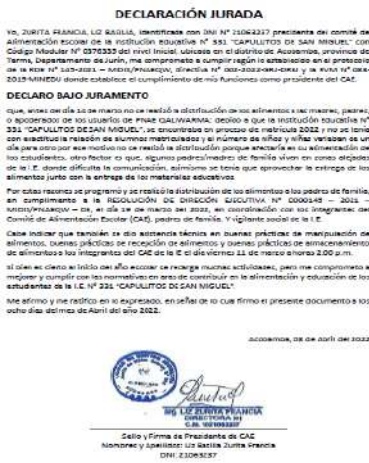 DECLARACIÓN JURADA
Yo, ZURITA FRANCIA, LIZ BASILIA, identificada con DNI N° 21063237 presidenta del comité de
Alimentación Escolar de la Institución Educativa N° 331 "CAPULLITOS DE SAN MIGUEL" con
Código Modular N° 0376335 del nivel Inicial, ubicada en el distrito de Acobamba, provincia de
Tarma, Departamento de Junín, me comprometo a cumplir según lo establecido en el protocolo
de la RDE N° 145-2021 – MIDIS/PNAEQW, directiva N° y la RVM N°
2019-MINEDU donde establece el cumplimiento de mis funciones como presidente del CAE.
DECLARO BAJO JURAMENTO
Que, antes del día 14 de marzo no se realizó la distribución de los alimentos a las madres, padres,
o apoderados de los usuarios de PNAE QALIWARMA: debido a que la Institución Educativa N°
331 "CAPULLITOS DE SAN MIGUEL", se encontraba en proceso de matrícula 2022 y no se tenía
con exactitud la relación de alumnos matriculados y el número de niños y niñas variaban de un
día para otro por ese motivo no se realizó la distribución porque afectaría en su alimentación de
los estudiantes, otro factor es que, algunos padres/madres de familia viven en zonas alejadas
de la I.E. donde dificulta la comunicación, asimismo se tenía que aprovechar la entrega de los
alimentos junto con la entrega de los materiales educativos.
Por estas razones se programó y se realizó la distribución de los alimentos a los padres de familia,
en cumplimiento a la RESOLUCIÓN DE DIRECCIÓN EJECUTIVA N° D000145 – 2021 –
MIDIS/PNAEQW – DE, el día de marzo del 2022, en coordinación con los integrantes del
Comité de Alimentación Escolar (CAE), padres de familia. Y vigilante social de la I.E.
Cabe indicar que también se dio asistencia técnica en buenas prácticas de manipulación de
alimentos, buenas prácticas de recepción de alimentos y buenas prácticas de almacenamiento
de alimentos a los integrantes del CAE de la IE el día viernes 11 de marzo a horas 2.00 p.m.
Si bien es cierto al inicio del año escolar se recarga muchas actividades, pero me comprometo a
mejorar y cumplir con las normativas en aras de contribuir en la alimentación y educación de los
estudiantes de la I.E. N° 331 "CAPULLITOS DE SAN MIGUEL".
Me afirmo y me ratifico en lo expresado, en señal de lo cual firmo el presente documento a los
ocho días del mes de Abril del año 2022.
Acobamba, 08 de Abril del 2022
LIZ ZURITA FRANCIA
DIRECTORA (e)
C.M. 1021063237
Sello y Firma de Presidente de CAE
Nombres y Apellidos: Liz Basilia Zurita Francia
DNI: 21063237